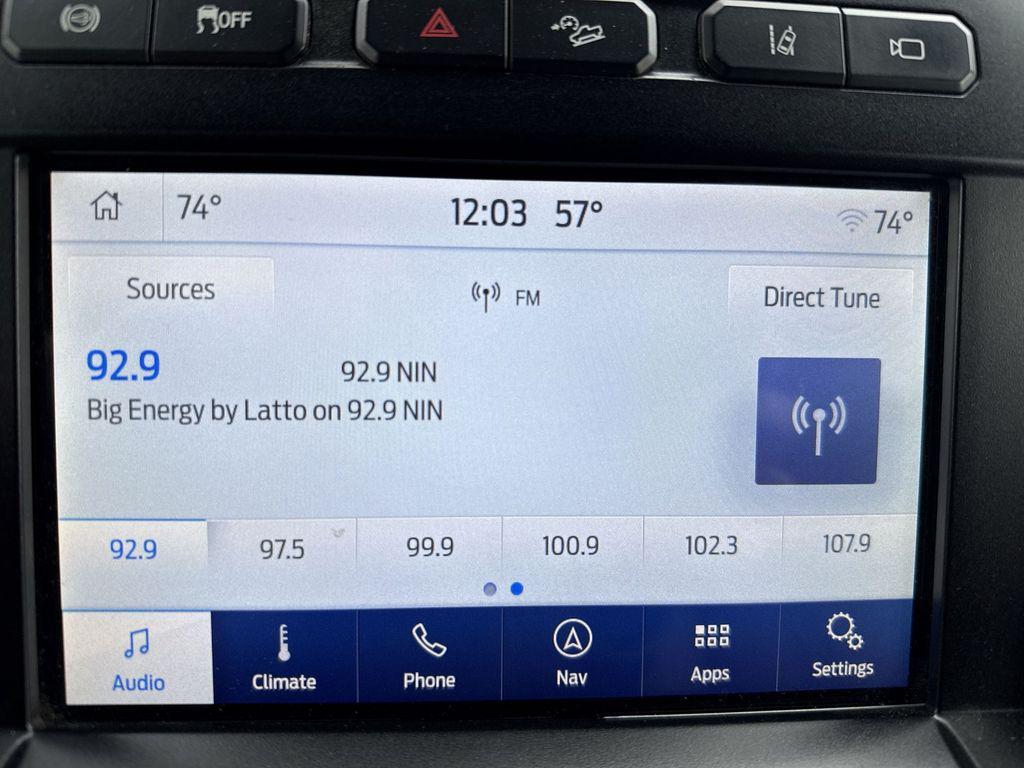 OFF
74° 12:03 57° 74°
Sources FM Direct Tune
92.9 92.9 NIN
Big Energy by Latto on 92.9 NIN
92.9 97.5 99.9 100.9 102.3 107.9
Audio Climate Phone Nav Apps Settings